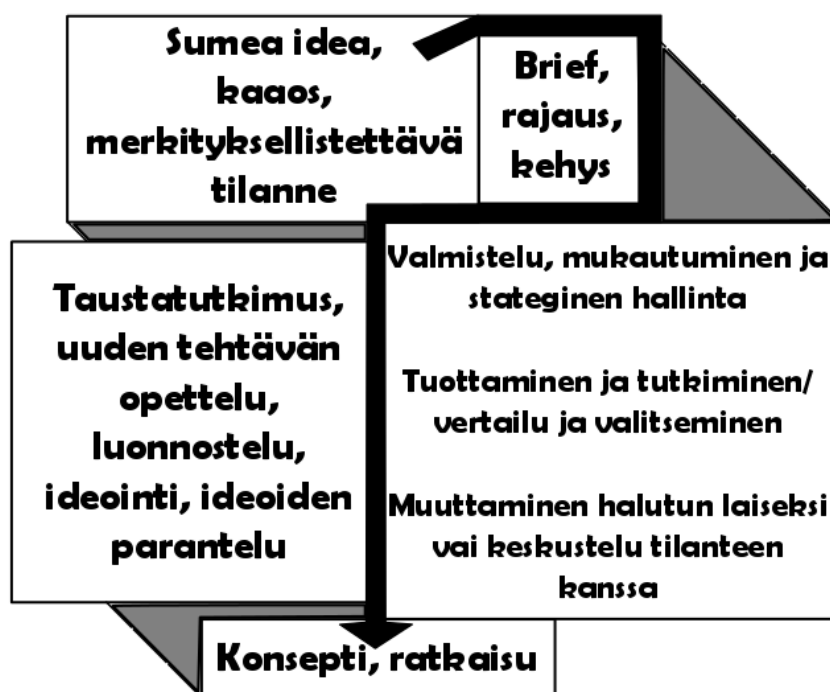 Sumea idea,
kaaos,
merkityksellistettävä
tilanne
Brief,
rajaus,
kehys
Taustatutkimus,
uuden tehtävän
opettelu,
luonnostelu,
ideointi, ideoiden
parantelu
Valmistelu, mukautuminen ja
stateginen hallinta
Tuottaminen ja tutkiminen/
vertailu ja valitseminen
Muuttaminen halutun laiseksi
vai keskustelu tilanteen
kanssa
Konsepti, ratkaisu